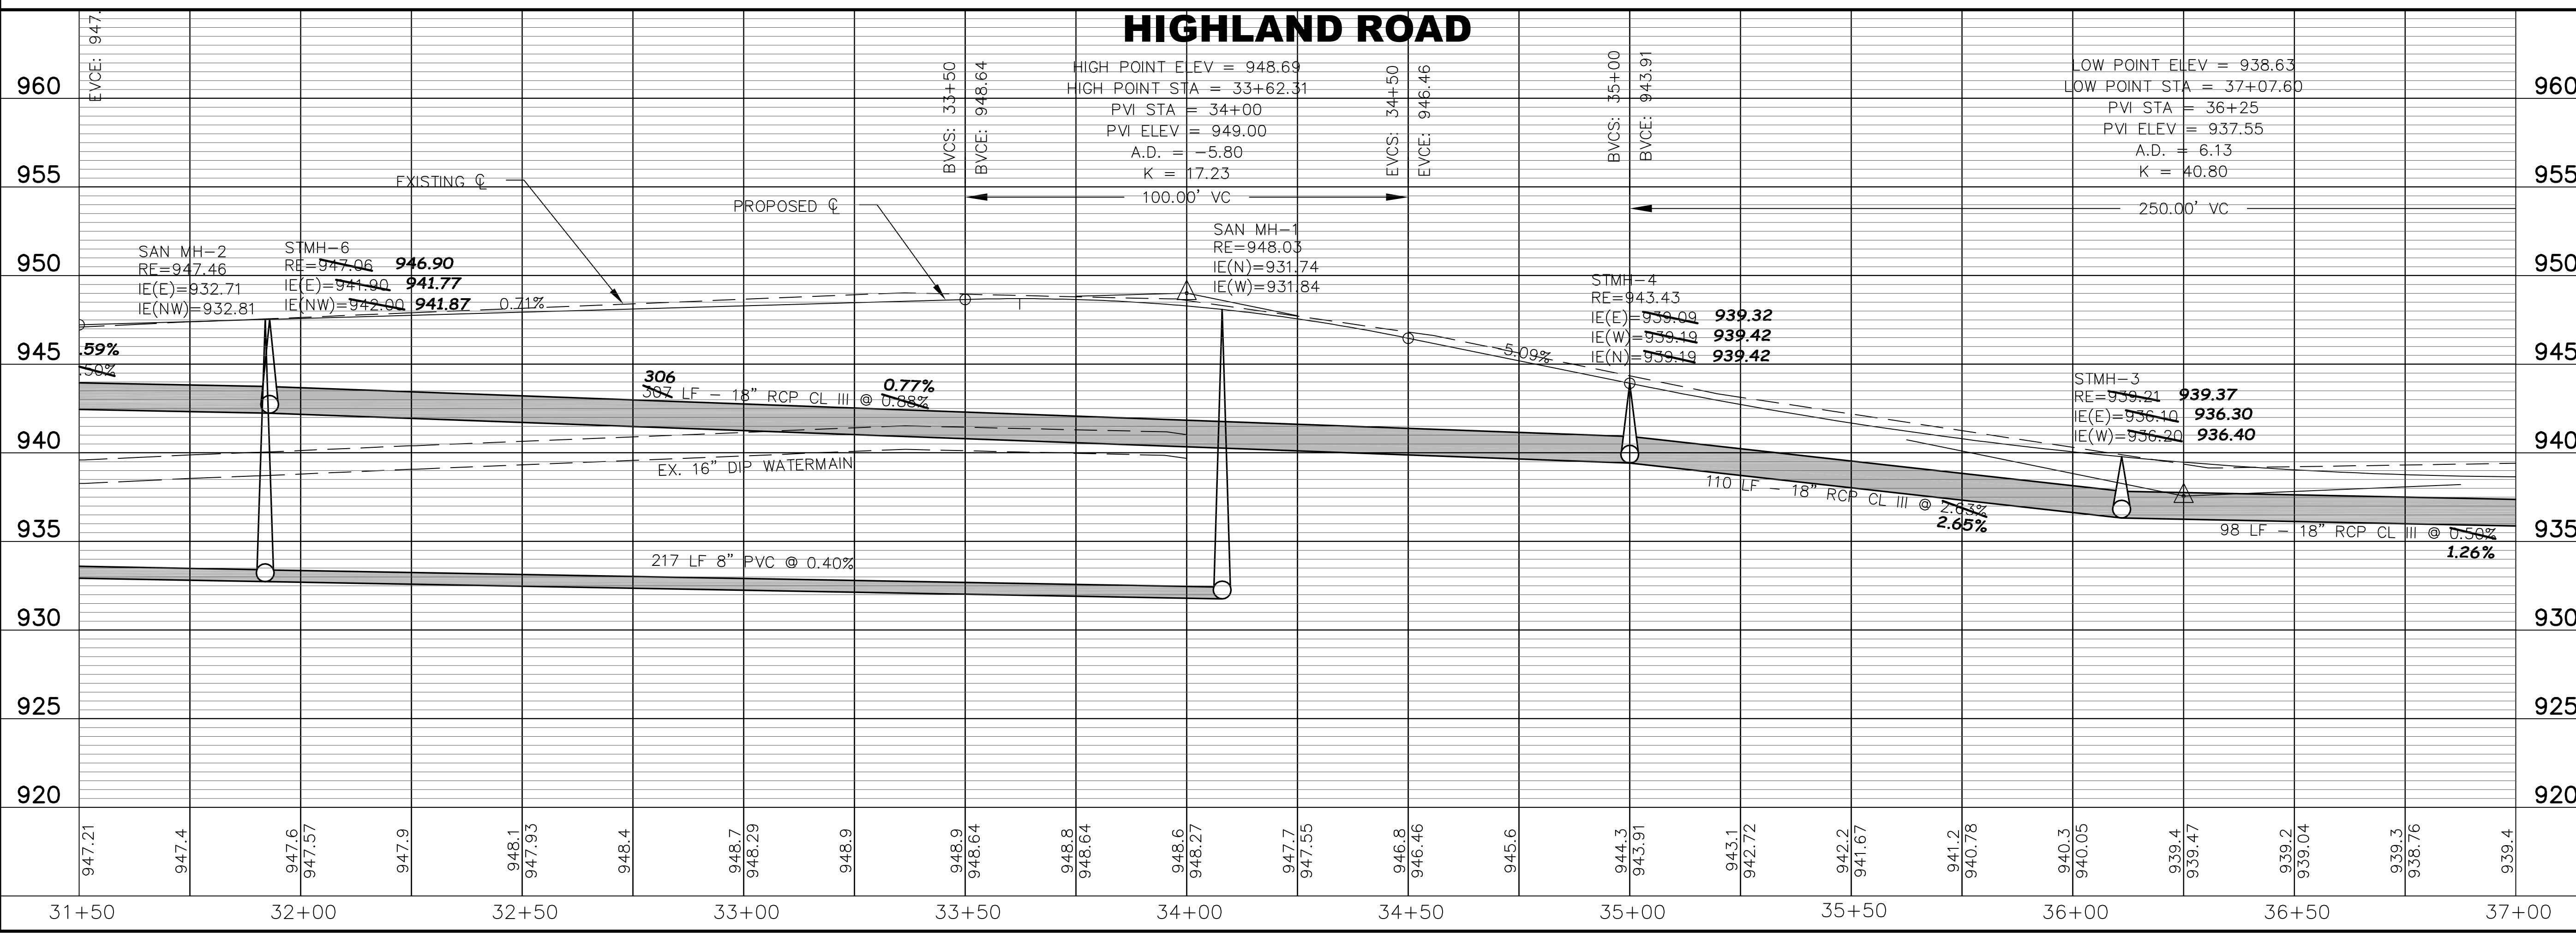 HIGHLAND ROAD
EVCE: 947.
BVCS: 33+50
BVCE: 948.64
HIGH POINT ELEV = 948.69
HIGH POINT STA = 33+62.31
PVI STA = 34+00
PVI ELEV = 949.00
A.D. = -5.80
K = 17.23
100.00' VC
EVCS: 34+50
EVCE: 946.46
BVCS: 35+00
BVCE: 943.91
LOW POINT ELEV = 938.63
LOW POINT STA = 37+07.60
PVI STA = 36+25
PVI ELEV = 937.55
A.D. = 6.13
K = 40.80
250.00' VC
960
955
950
945
940
935
930
925
920
960
955
950
945
940
935
930
925
920
EXISTING ℄
PROPOSED ℄
SAN MH-2
RE=947.46
IE(E)=932.71
IE(NW)=932.81
STMH-6
RE=947.06 946.90
IE(E)=941.90 941.77
IE(NW)=942.00 941.87
0.71%
SAN MH-1
RE=948.03
IE(N)=931.74
IE(W)=931.84
STMH-4
RE=943.43
IE(E)=939.09 939.32
IE(W)=939.19 939.42
IE(N)=939.19 939.42
5.09%
STMH-3
RE=939.21 939.37
IE(E)=936.10 936.30
IE(W)=936.20 936.40
.59%
.50%
306
0.77%
307 LF - 18" RCP CL III @ 0.88%
EX. 16" DIP WATERMAIN
217 LF 8" PVC @ 0.40%
110 LF - 18" RCP CL III @ 2.63%
2.65%
98 LF - 18" RCP CL III @ 0.50%
1.26%
947.21
947.4
947.6
947.57
947.9
948.1
947.93
948.4
948.7
948.29
948.9
948.9
948.64
948.8
948.64
948.6
948.27
947.7
947.55
946.8
946.46
945.6
944.3
943.91
943.1
942.72
942.2
941.67
941.2
940.78
940.3
940.05
939.4
939.47
939.2
939.04
939.3
938.76
939.4
31+50 32+00 32+50 33+00 33+50 34+00 34+50 35+00 35+50 36+00 36+50 37+00